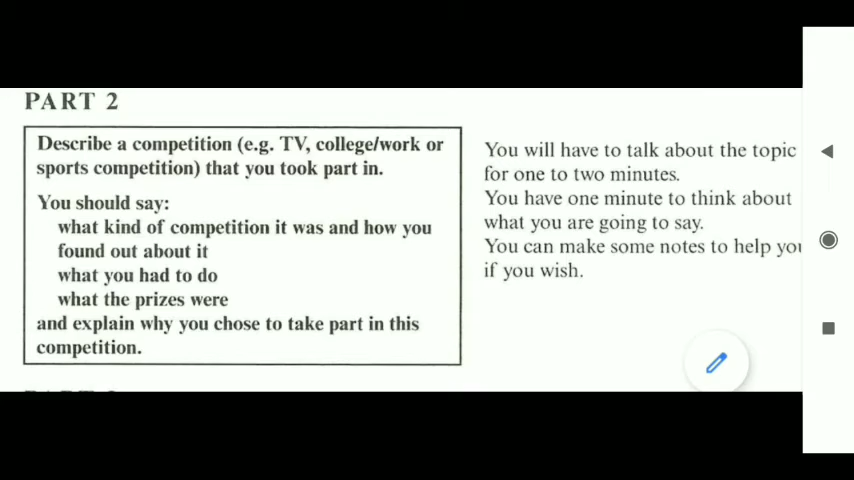 PART 2
Describe a competition (e.g. TV, college/work or
sports competition) that you took part in.
You should say:
what kind of competition it was and how you
found out about it
what you had to do
what the prizes were
and explain why you chose to take part in this
competition.
You will have to talk about the topic
for one to two minutes.
You have one minute to think about
what you are going to say.
You can make some notes to help you
if you wish.